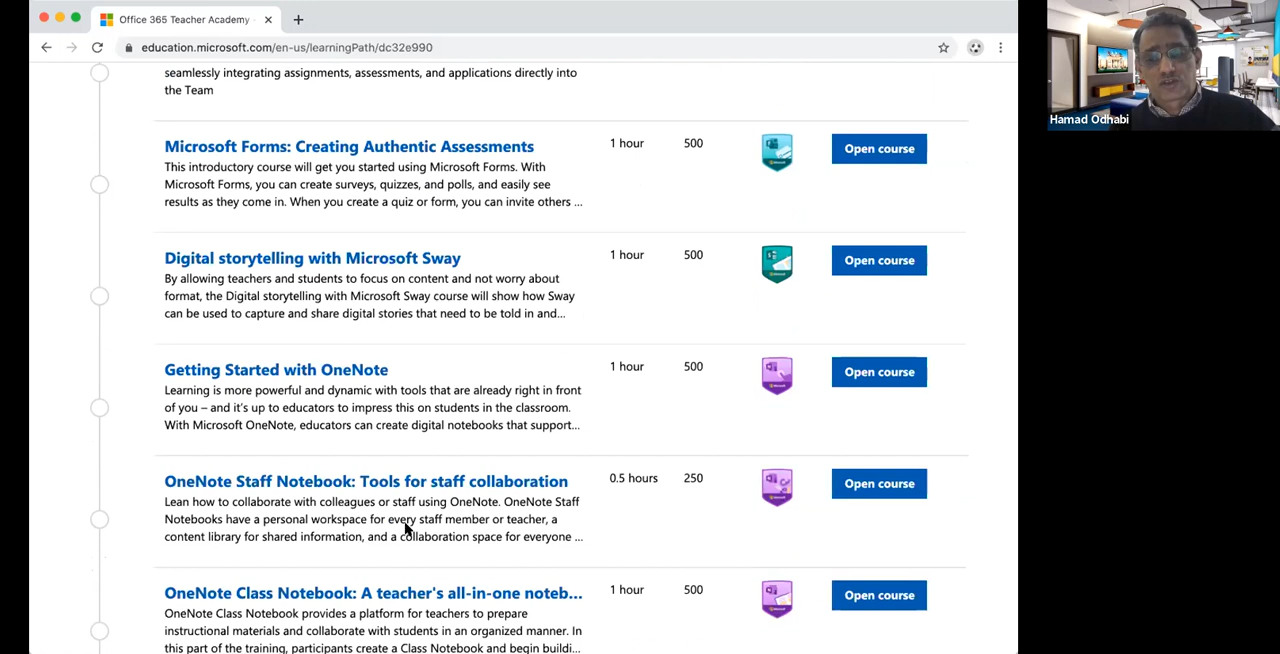 Office 365 Teacher Academy
education.microsoft.com/en-us/learningPath/dc32e990
Hamad Odhabi
seamlessly integrating assignments, assessments, and applications directly into
the Team
Microsoft Forms: Creating Authentic Assessments
1 hour
500
Open course
This introductory course will get you started using Microsoft Forms. With
Microsoft Forms, you can create surveys, quizzes, and polls, and easily see
results as they come in. When you create a quiz or form, you can invite others ...
Digital storytelling with Microsoft Sway
1 hour
500
Open course
By allowing teachers and students to focus on content and not worry about
format, the Digital storytelling with Microsoft Sway course will show how Sway
can be used to capture and share digital stories that need to be told in and...
Getting Started with OneNote
1 hour
500
Open course
Learning is more powerful and dynamic with tools that are already right in front
of you – and it's up to educators to impress this on students in the classroom.
With Microsoft OneNote, educators can create digital notebooks that support...
OneNote Staff Notebook: Tools for staff collaboration
0.5 hours
250
Open course
Lean how to collaborate with colleagues or staff using OneNote. OneNote Staff
Notebooks have a personal workspace for every staff member or teacher, a
content library for shared information, and a collaboration space for everyone ...
OneNote Class Notebook: A teacher's all-in-one noteb...
1 hour
500
Open course
OneNote Class Notebook provides a platform for teachers to prepare
instructional materials and collaborate with students in an organized manner. In
this part of the training, participants create a Class Notebook and begin buildi...